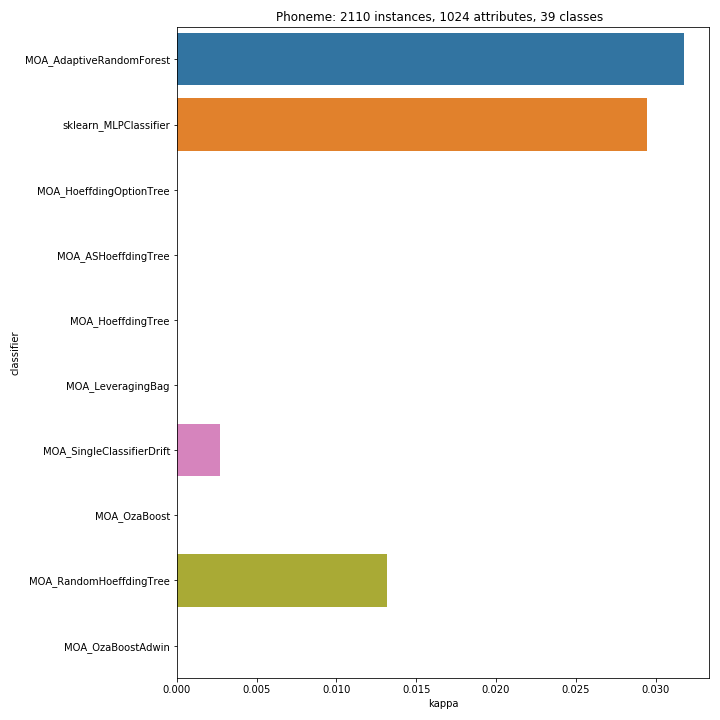 Phoneme: 2110 instances, 1024 attributes, 39 classes
MOA_AdaptiveRandomForest
sklearn_MLPClassifier
MOA_HoeffdingOptionTree
MOA_ASHoeffdingTree
MOA_HoeffdingTree
classifier
MOA_LeveragingBag
MOA_SingleClassifierDrift
MOA_OzaBoost
MOA_RandomHoeffdingTree
MOA_OzaBoostAdwin
0.000 0.005 0.010 0.015 0.020 0.025 0.030
kappa